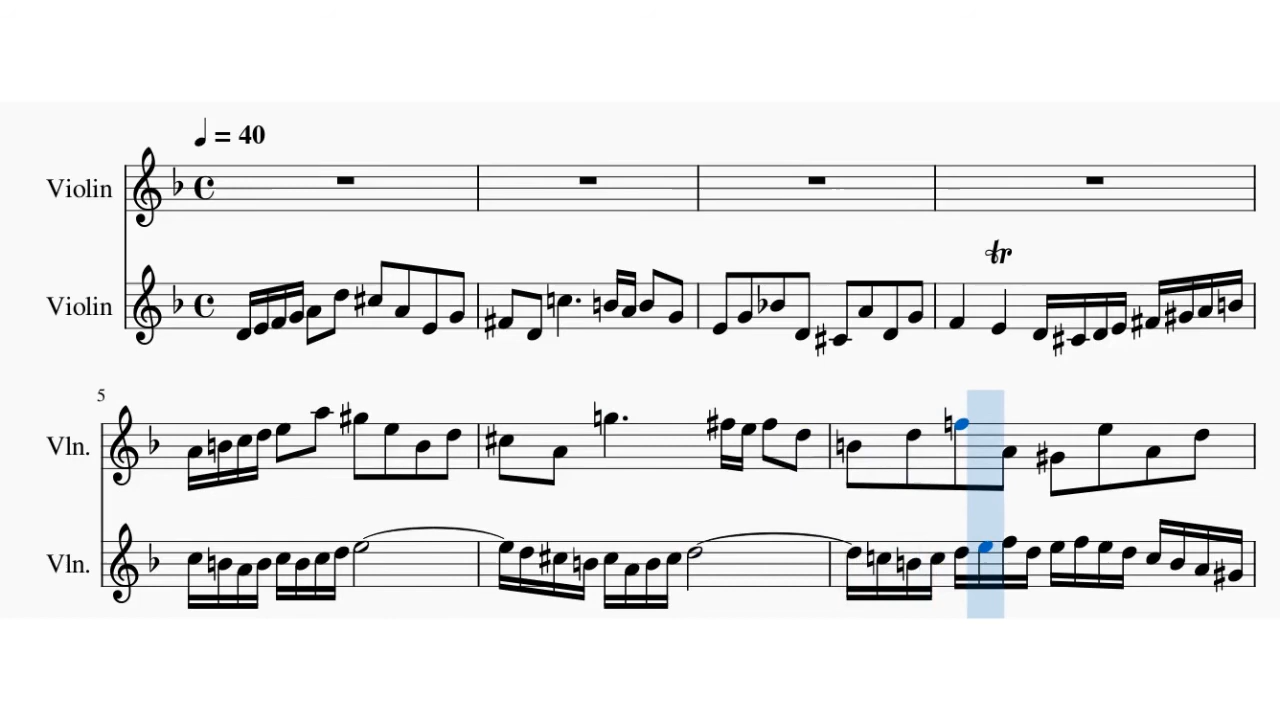 ♩ = 40
Violin
tr
Violin
5
Vln.
Vln.